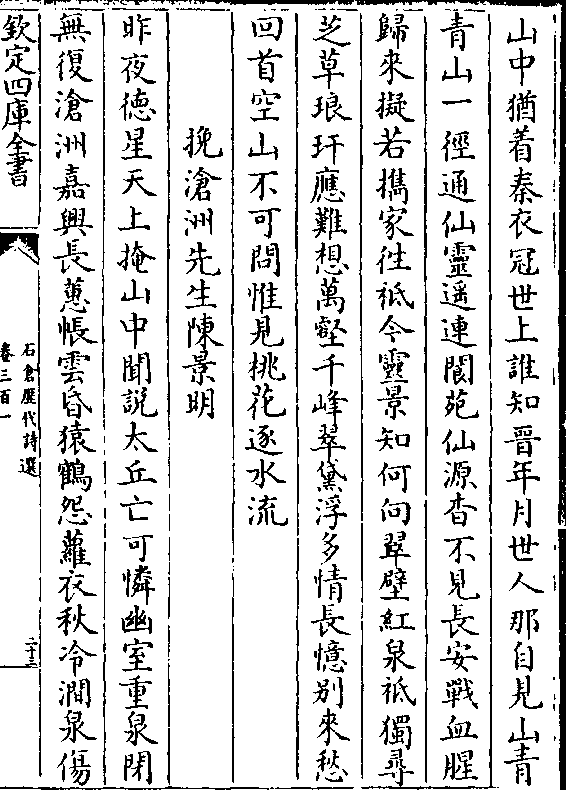 山中猶着秦衣冠世上誰知晉年月世人那自見山青
青山一徑通仙靈遥連閬苑仙源杳不見長安戰血腥
歸來擬若攜家往祗今靈景知何向翠壁紅泉祗獨尋
芝草琅玕應難想萬壑千峰翠黛浮多情長憶别來愁
回首空山不可問惟見桃花逐水流
挽滄洲先生陳景明
昨夜徳星天上掩山中聞說太丘亡可憐幽室重泉閉
無復滄洲嘉興長蕙帳雲昏猿鶴怨蘿衣秋冷澗泉傷
欽定四庫全書
石倉歷代詩選
卷三百一
二十三